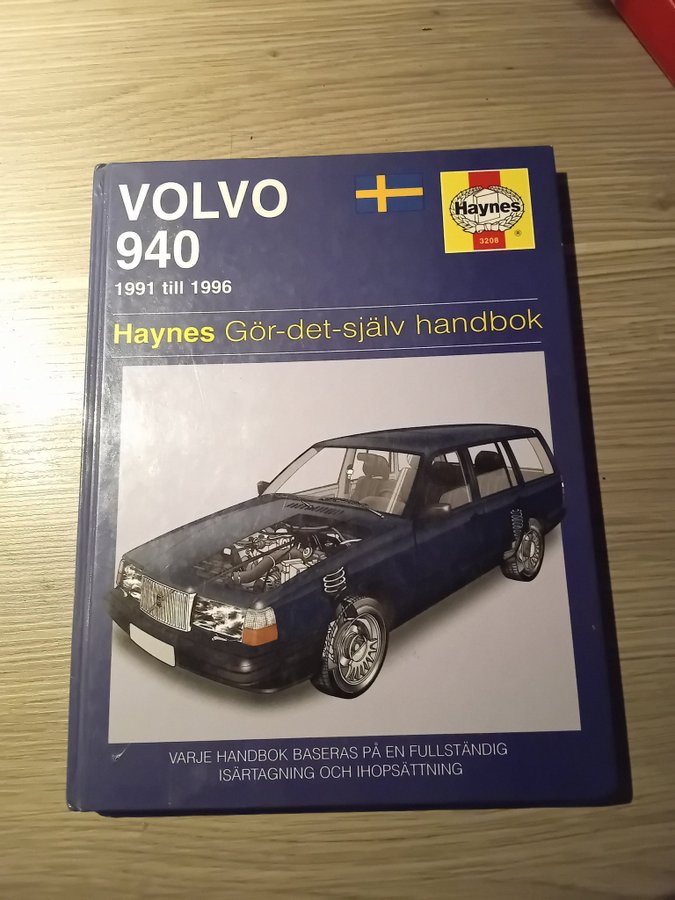 VOLVO
940
1991 till 1996
Haynes
3208
Haynes Gör-det-själv handbok
VARJE HANDBOK BASERAS PÅ EN FULLSTÄNDIG
ISÄRTAGNING OCH IHOPSÄTTNING